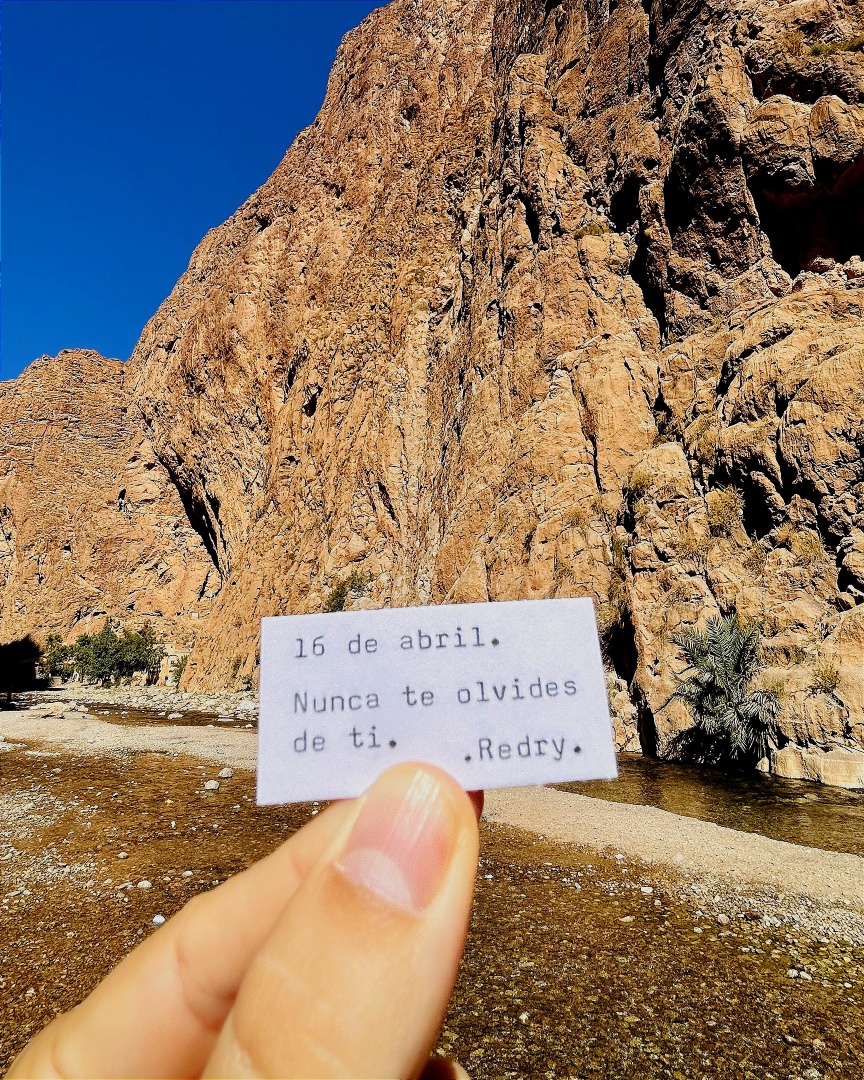 16 de abril.
Nunca te olvides
de ti. .Redry.